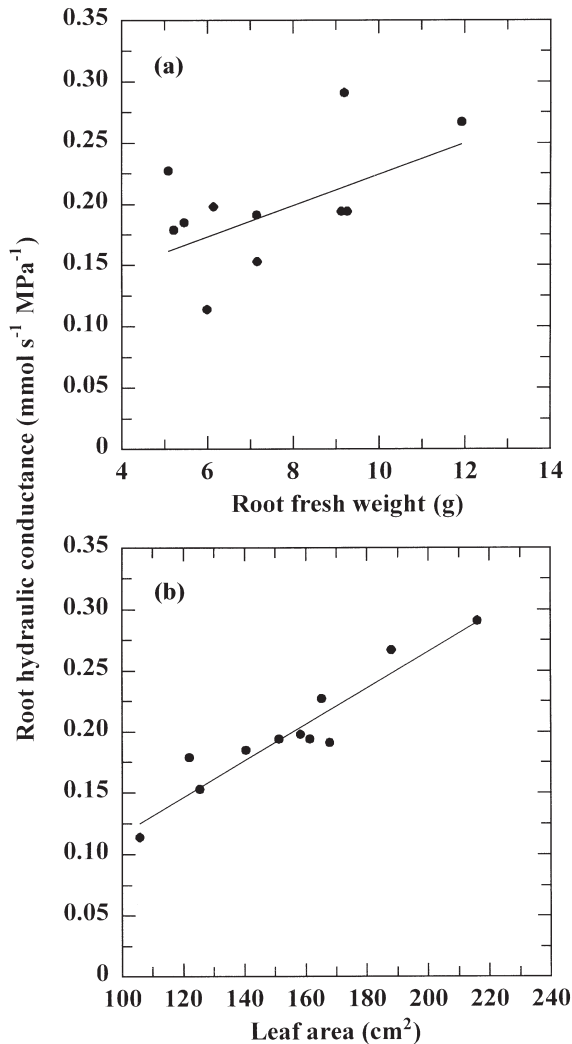 Root hydraulic conductance (mmol s⁻¹ MPa⁻¹)
0.35
(a)
0.30
0.25
0.20
0.15
0.10
0.05
0
4 6 8 10 12 14
Root fresh weight (g)
0.35
(b)
0.30
0.25
0.20
0.15
0.10
0.05
0
100 120 140 160 180 200 220 240
Leaf area (cm²)